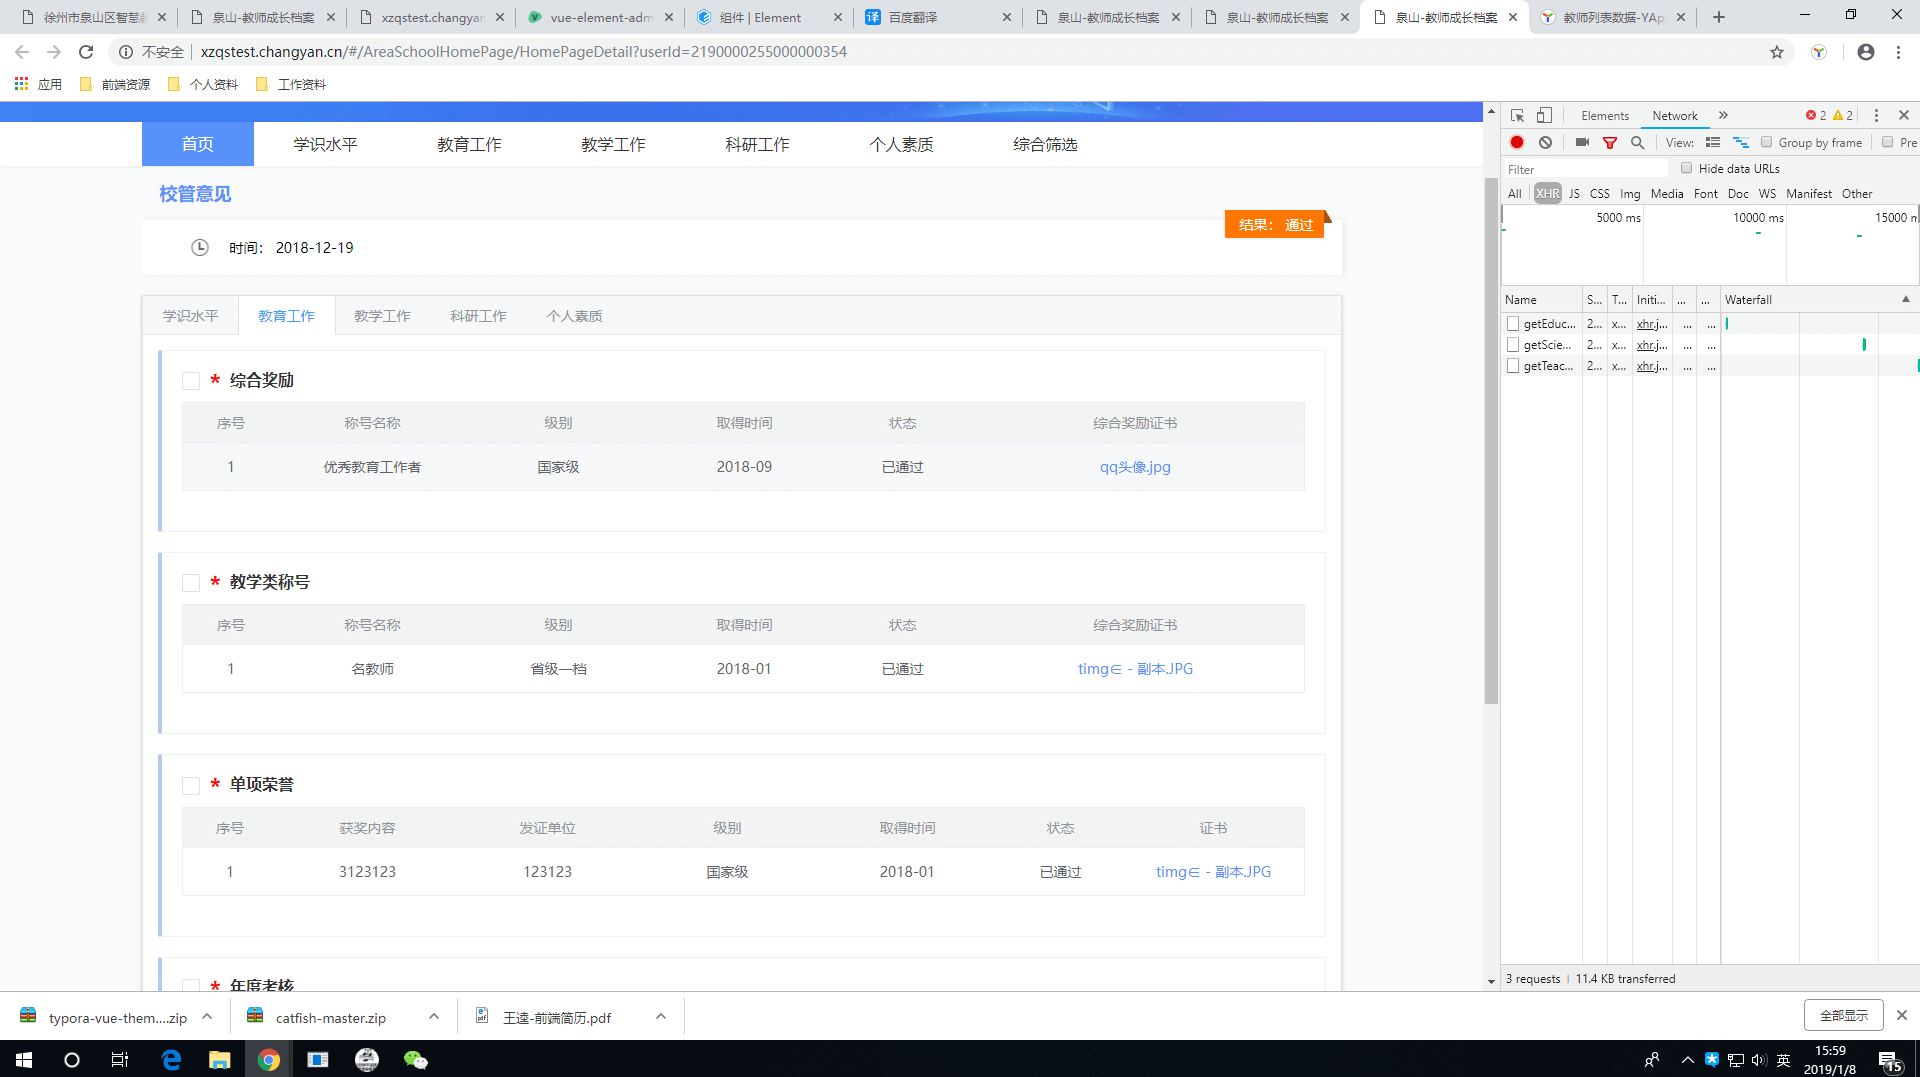 徐州市泉山区智慧教
泉山-教师成长档案
xzqstest.changyan
vue-element-adm
组件 | Element
百度翻译
泉山-教师成长档案
泉山-教师成长档案
泉山-教师成长档案
教师列表数据-YApi
不安全
xzqstest.changyan.cn/#/AreaSchoolHomePage/HomePageDetail?userId=2190000255000000354
应用 前端资源 个人资料 工作资料
首页 学识水平 教育工作 教学工作 科研工作 个人素质 综合筛选
校管意见
结果： 通过
时间： 2018-12-19
学识水平 教育工作 教学工作 科研工作 个人素质
* 综合奖励
序号 称号名称 级别 取得时间 状态 综合奖励证书
1 优秀教育工作者 国家级 2018-09 已通过 qq头像.jpg
* 教学类称号
序号 称号名称 级别 取得时间 状态 综合奖励证书
1 名教师 省级一档 2018-01 已通过 timg∈ - 副本.JPG
* 单项荣誉
序号 获奖内容 发证单位 级别 取得时间 状态 证书
1 3123123 123123 国家级 2018-01 已通过 timg∈ - 副本.JPG
* 年度考核
Elements Network 2 2
View: Group by frame Pre
Filter Hide data URLs
All XHR JS CSS Img Media Font Doc WS Manifest Other
5000 ms 10000 ms 15000 m
Name S... T... Initi... ... ... Waterfall
getEduc... 2... x... xhr.j... ... ...
getScie... 2... x... xhr.j... ... ...
getTeac... 2... x... xhr.j... ... ...
3 requests 11.4 KB transferred
typora-vue-them....zip
catfish-master.zip
王逵-前端简历.pdf
全部显示
英
15:59
2019/1/8
15